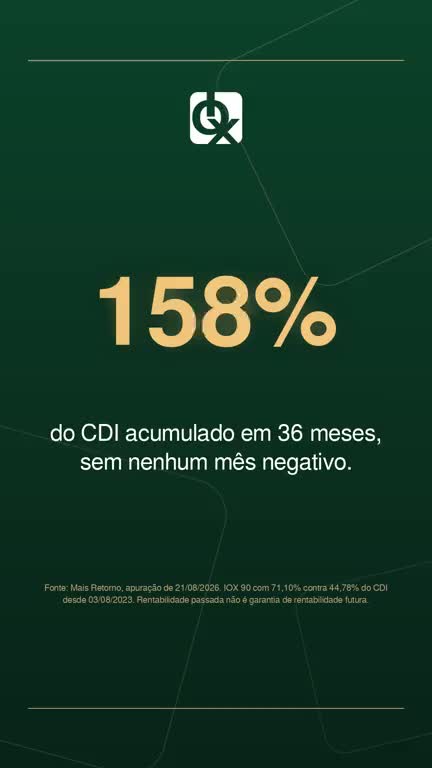 iox
158%
do CDI acumulado em 36 meses,
sem nenhum mês negativo.
Fonte: Mais Retorno, apuração de 21/08/2026. IOX 90 com 71,10% contra 44,78% do CDI
desde 03/08/2023. Rentabilidade passada não é garantia de rentabilidade futura.